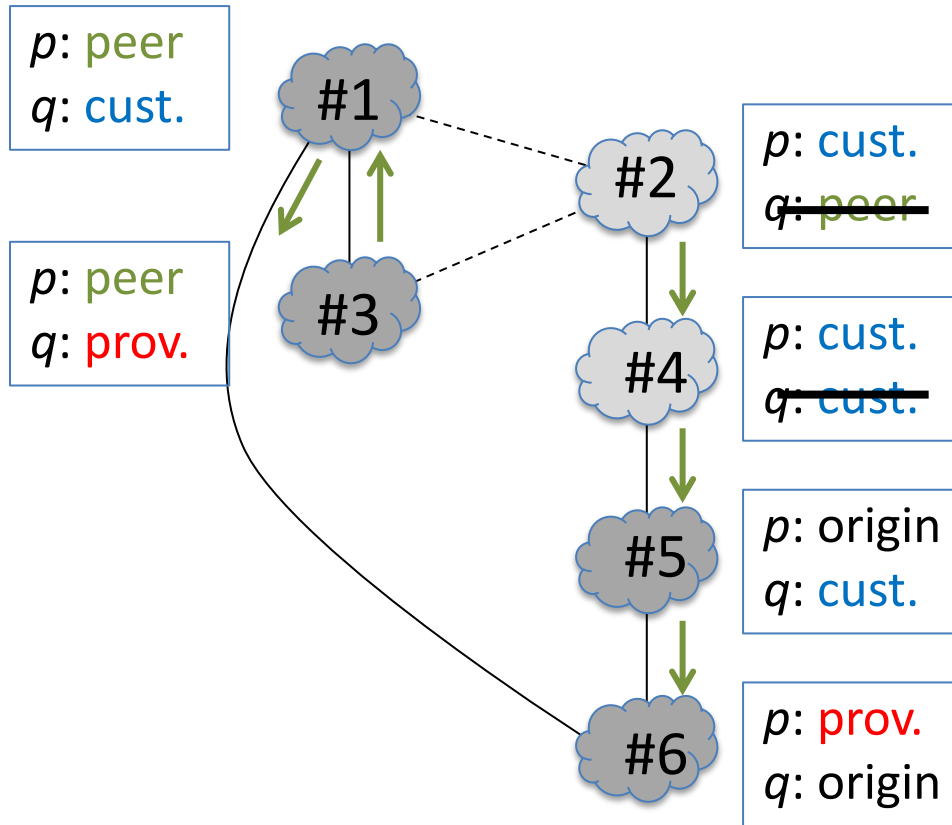 p: peer
q: cust.
#1
#2
p: cust.
q: peer
p: peer
q: prov.
#3
p: cust.
q: cust.
#4
p: origin
q: cust.
#5
p: prov.
q: origin
#6